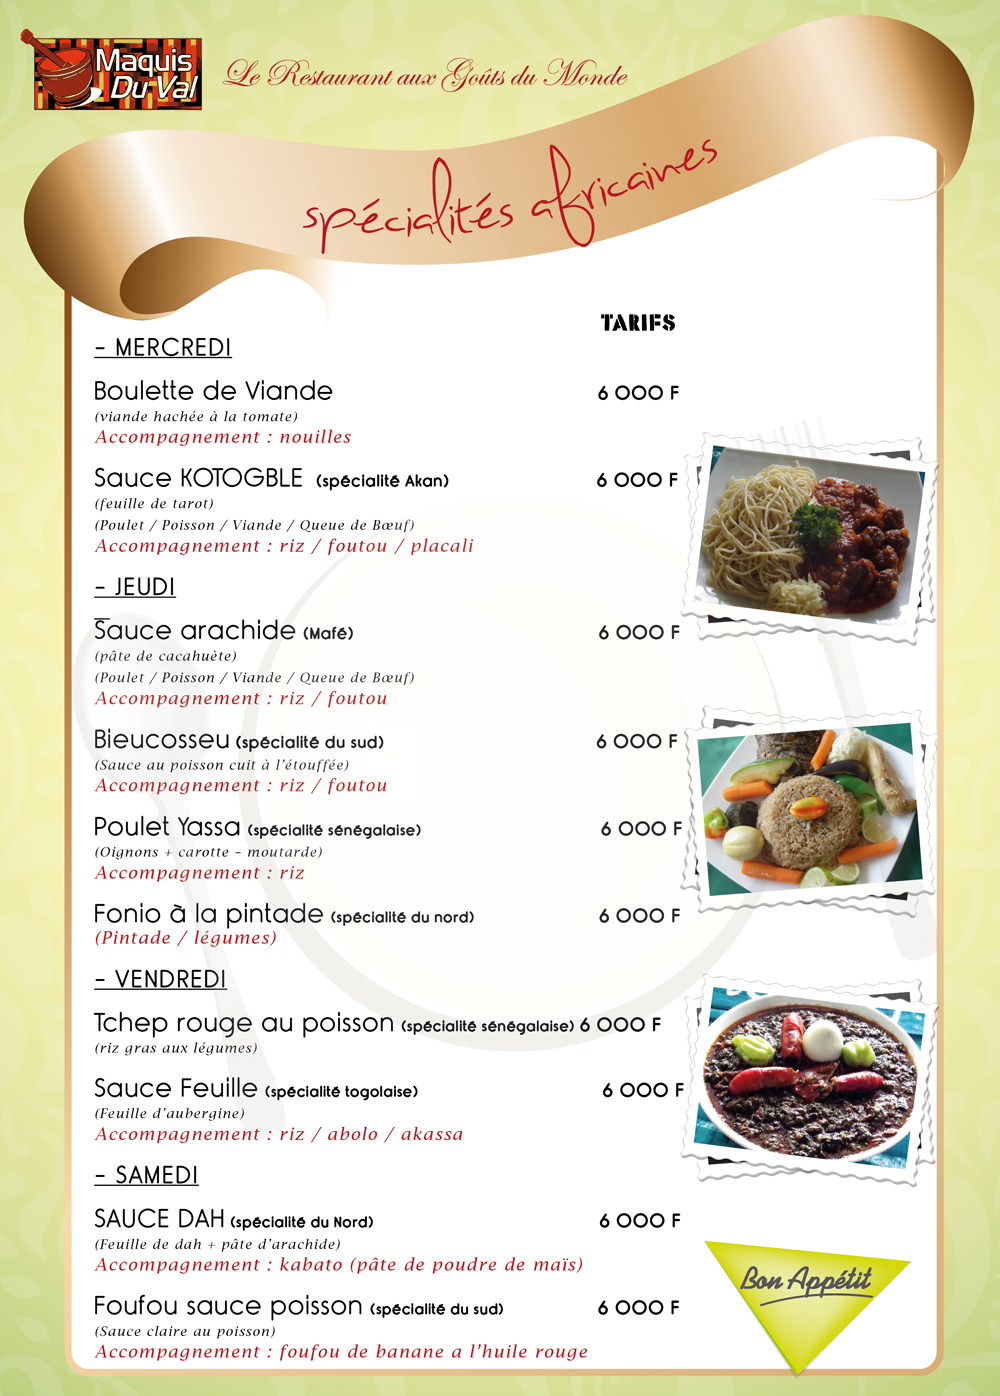 Maquis
Du Val
Le Restaurant aux Goûts du Monde
spécialités africaines
TARIFS
- MERCREDI
Boulette de Viande 6 000 F
(viande hachée à la tomate)
Accompagnement : nouilles
Sauce KOTOGBLE (spécialité Akan) 6 000 F
(feuille de tarot)
(Poulet / Poisson / Viande / Queue de Bœuf)
Accompagnement : riz / foutou / placali
- JEUDI
Sauce arachide (Mafé) 6 000 F
(pâte de cacahuète)
(Poulet / Poisson / Viande / Queue de Bœuf)
Accompagnement : riz / foutou
Bieucosseu (spécialité du sud) 6 000 F
(Sauce au poisson cuit à l'étouffée)
Accompagnement : riz / foutou
Poulet Yassa (spécialité sénégalaise) 6 000 F
(Oignons + carotte - moutarde)
Accompagnement : riz
Fonio à la pintade (spécialité du nord) 6 000 F
(Pintade / légumes)
- VENDREDI
Tchep rouge au poisson (spécialité sénégalaise) 6 000 F
(riz gras aux légumes)
Sauce Feuille (spécialité togolaise) 6 000 F
(Feuille d'aubergine)
Accompagnement : riz / abolo / akassa
- SAMEDI
SAUCE DAH (spécialité du Nord) 6 000 F
(Feuille de dah + pâte d'arachide)
Accompagnement : kabato (pâte de poudre de maïs)
Foufou sauce poisson (spécialité du sud) 6 000 F
(Sauce claire au poisson)
Accompagnement : foufou de banane a l'huile rouge
Bon Appétit